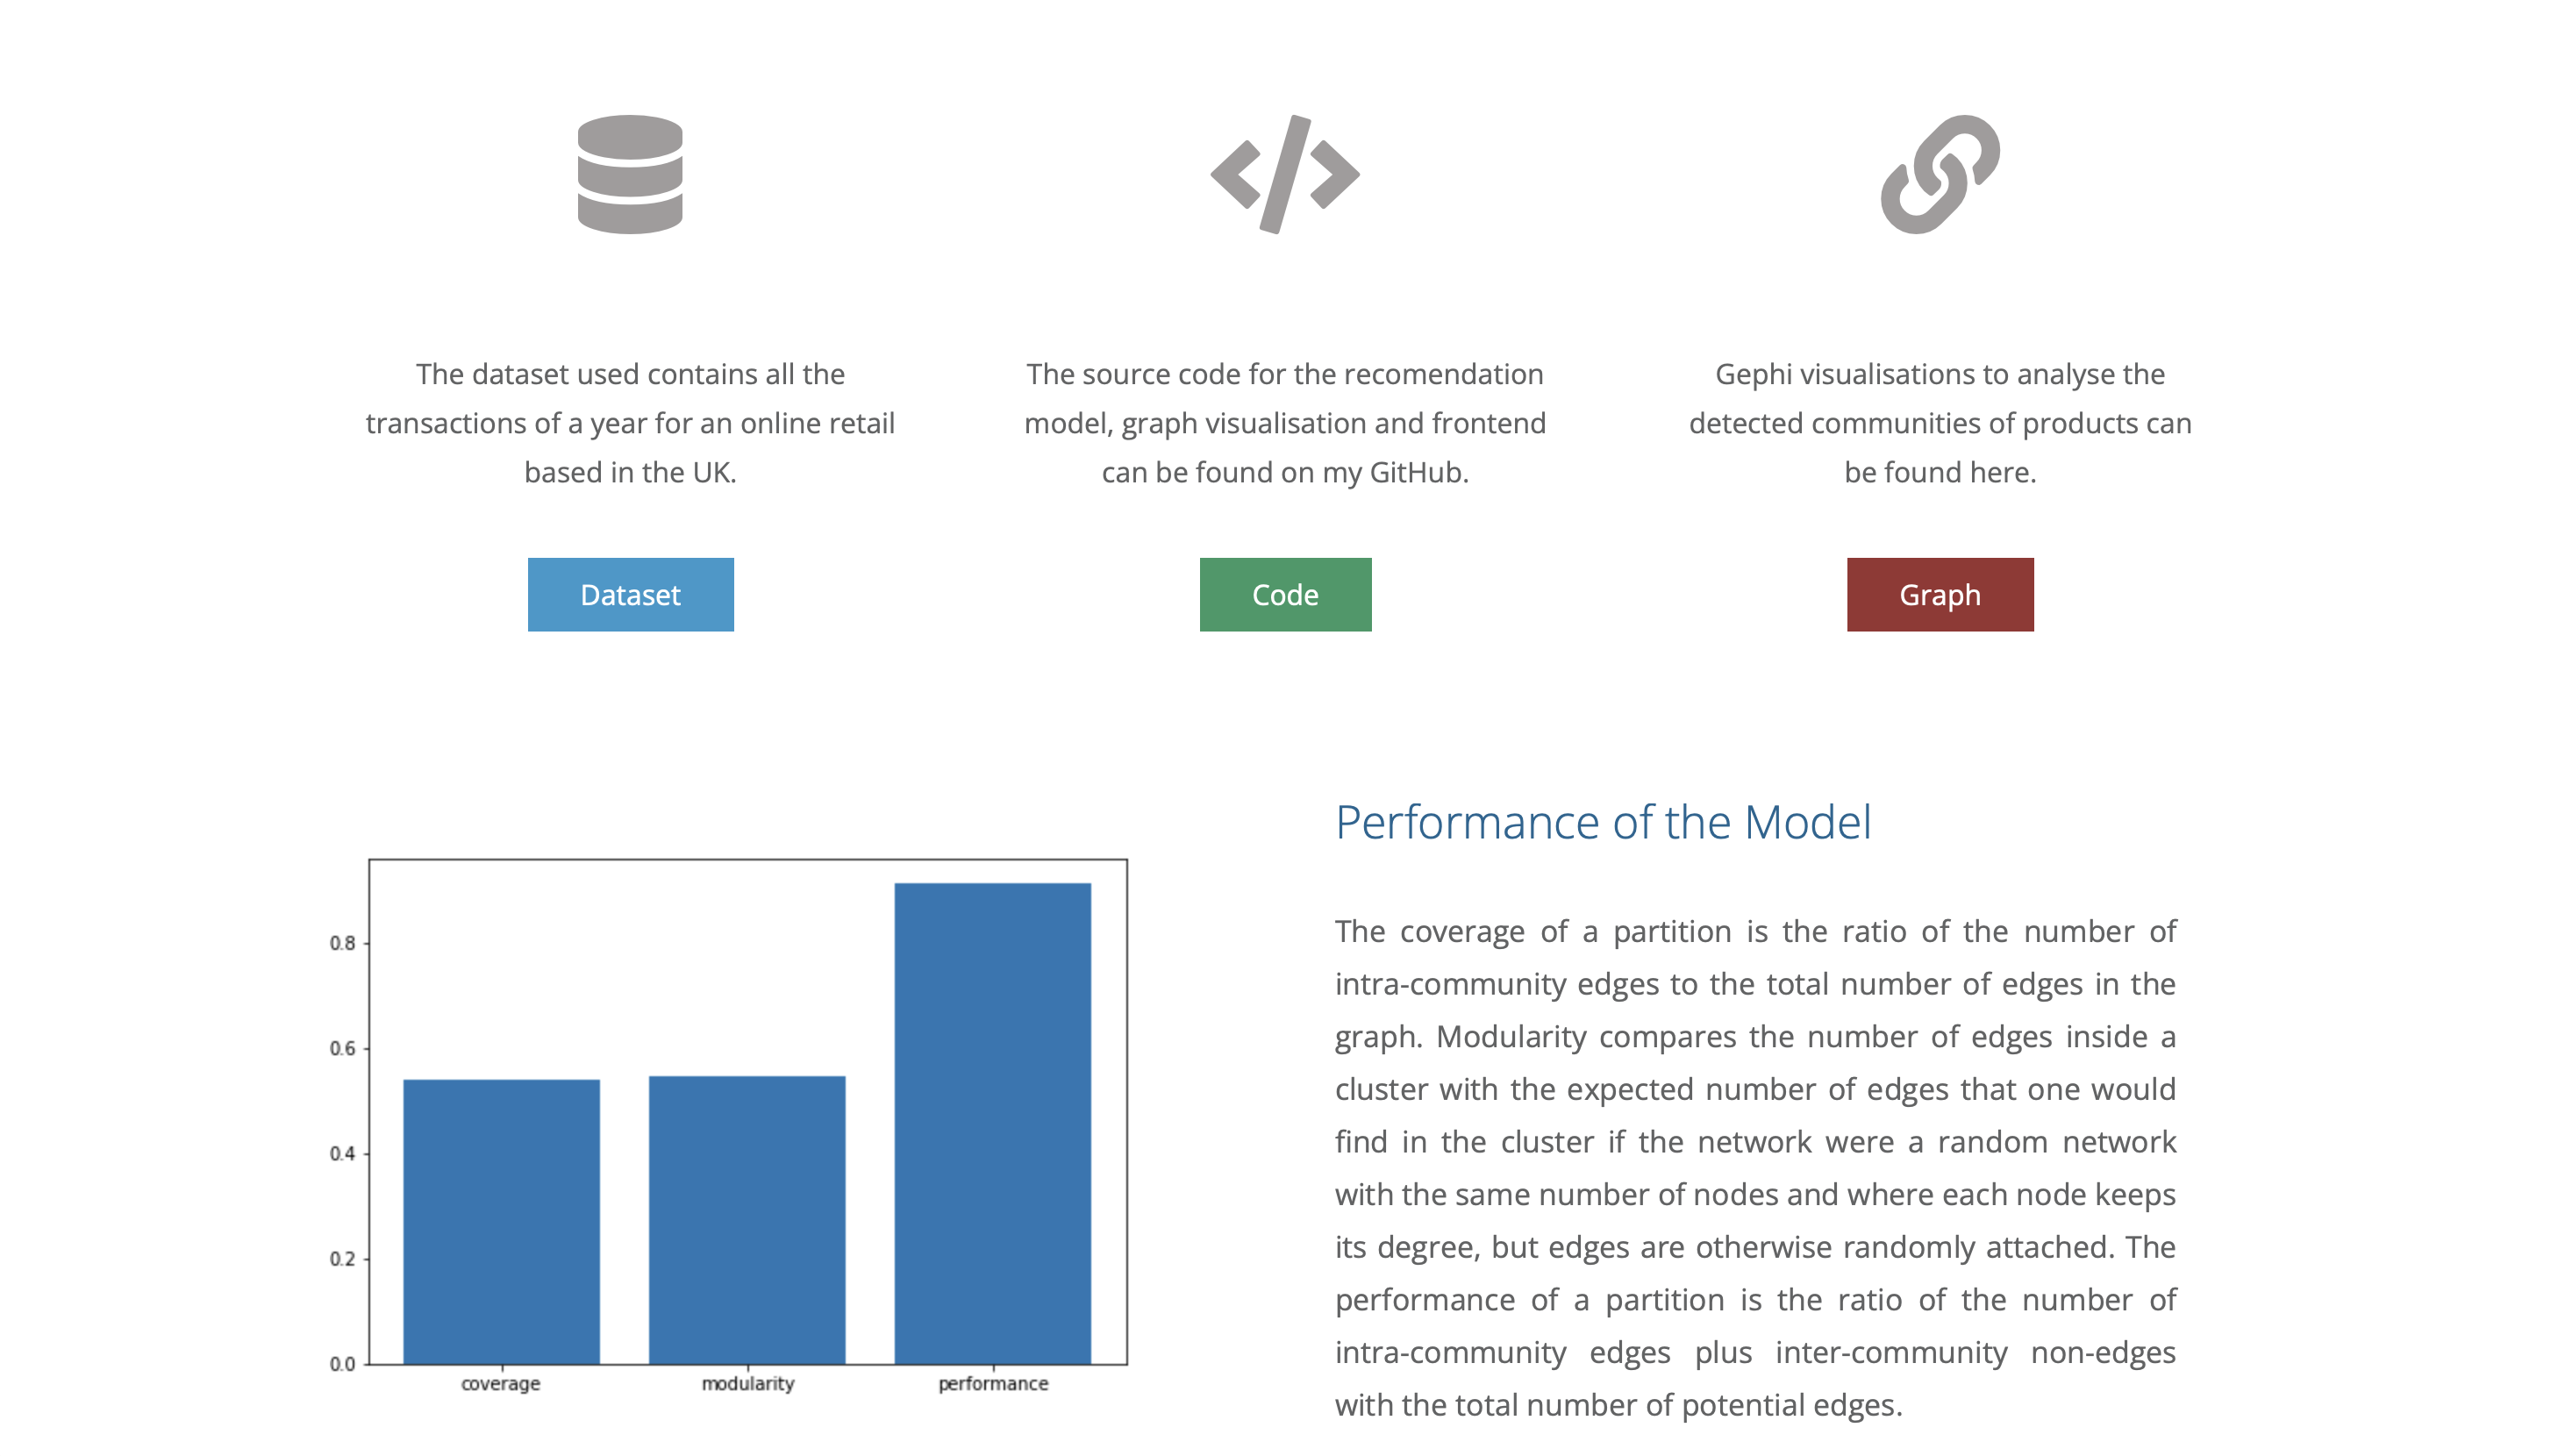 The dataset used contains all the
transactions of a year for an online retail
based in the UK.
Dataset
The source code for the recomendation
model, graph visualisation and frontend
can be found on my GitHub.
Code
Gephi visualisations to analyse the
detected communities of products can
be found here.
Graph
0.8
0.6
0.4
0.2
0.0
coverage
modularity
performance
Performance of the Model
The coverage of a partition is the ratio of the number of
intra-community edges to the total number of edges in the
graph. Modularity compares the number of edges inside a
cluster with the expected number of edges that one would
find in the cluster if the network were a random network
with the same number of nodes and where each node keeps
its degree, but edges are otherwise randomly attached. The
performance of a partition is the ratio of the number of
intra-community edges plus inter-community non-edges
with the total number of potential edges.